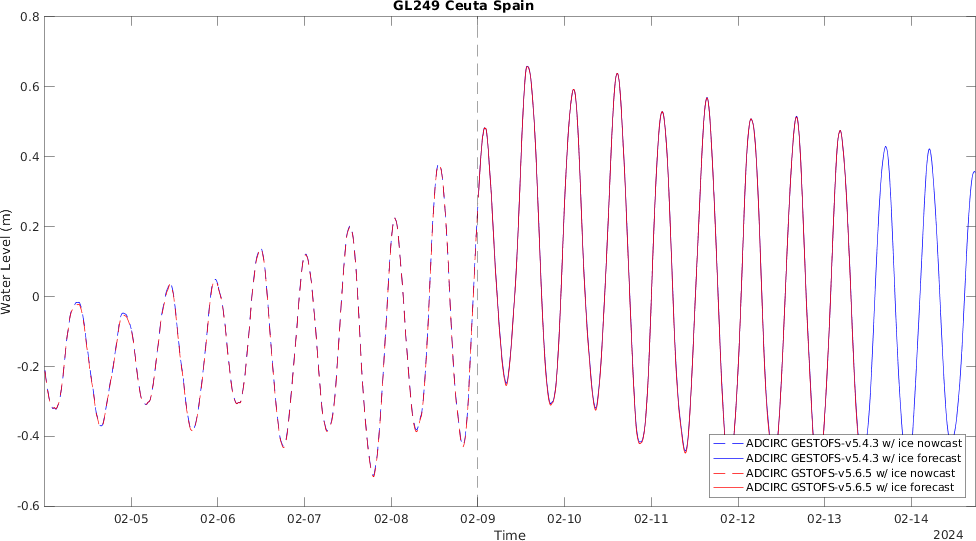 GL249 Ceuta Spain
0.8
0.6
0.4
0.2
0
-0.2
-0.4
-0.6
Water Level (m)
ADCIRC GESTOFS-v5.4.3 w/ ice nowcast
ADCIRC GESTOFS-v5.4.3 w/ ice forecast
ADCIRC GSTOFS-v5.6.5 w/ ice nowcast
ADCIRC GSTOFS-v5.6.5 w/ ice forecast
02-05 02-06 02-07 02-08 02-09 02-10 02-11 02-12 02-13 02-14
Time
2024